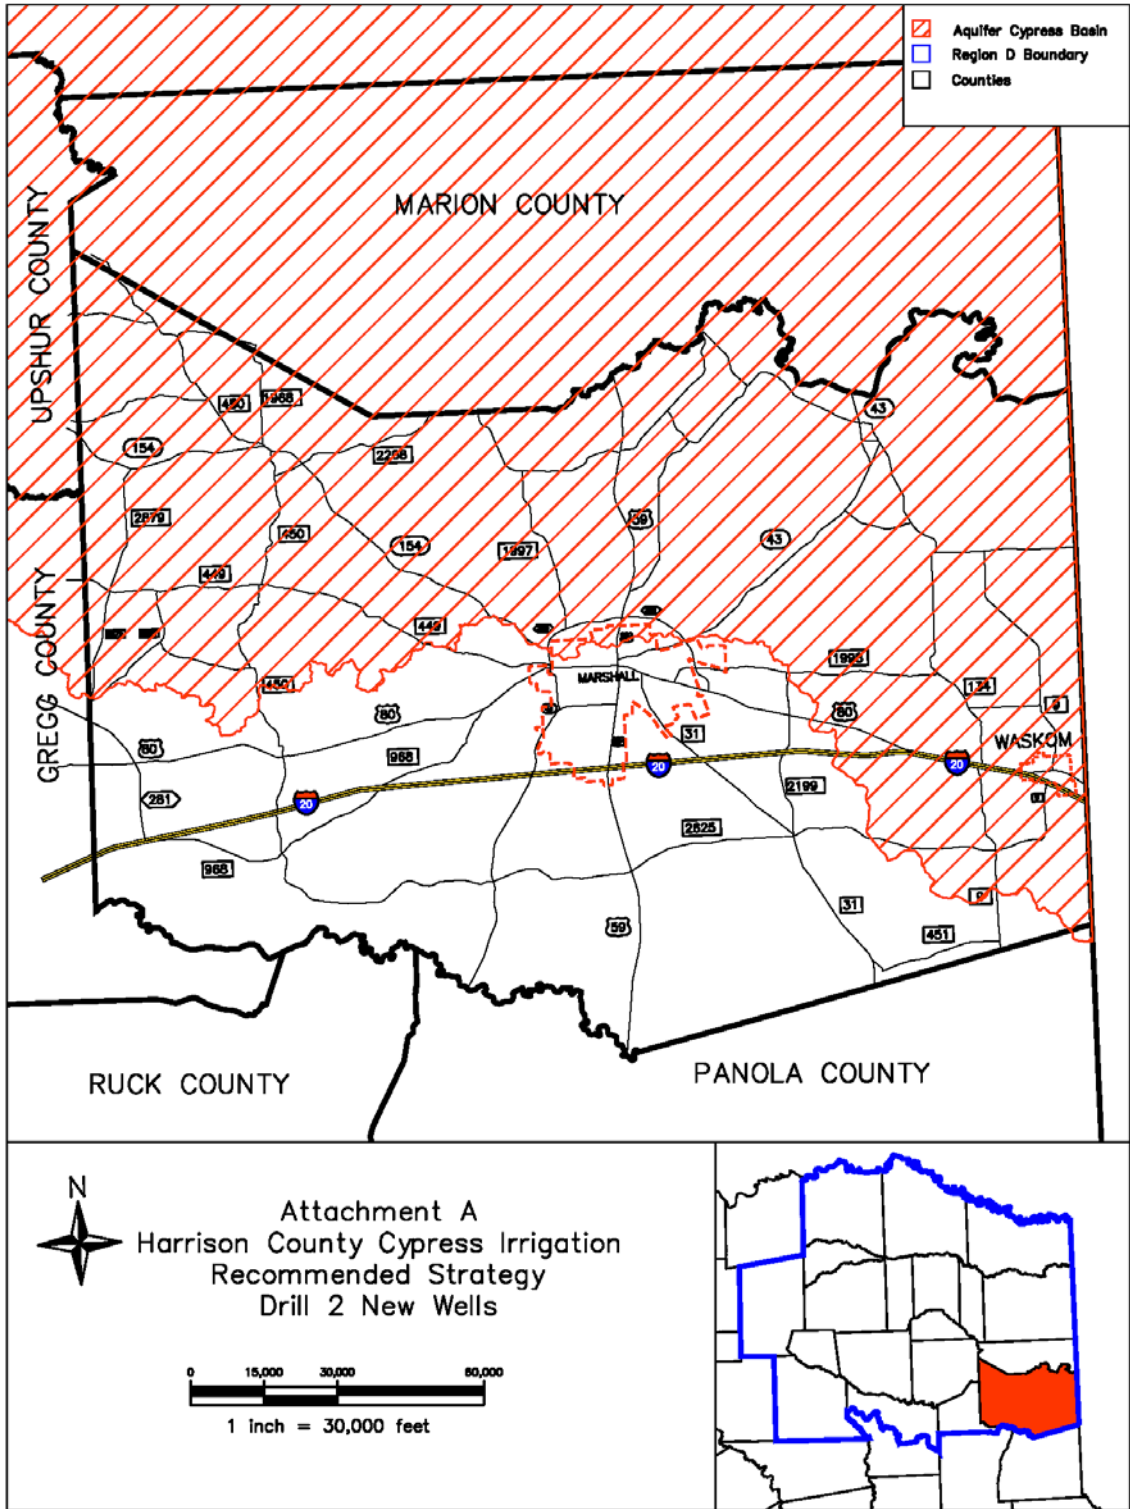 Aquifer Cypress Basin
Region D Boundary
Counties
MARION COUNTY
UPSHUR COUNTY
GREGG COUNTY
450
1968
43
154
2298
2879
450
154
1997
59
43
449
449
450
1998
134
9
MARSHALL
80
80
80
31
WASKOM
968
20
20
20
281
2199
2625
968
9
31
59
451
RUCK COUNTY
PANOLA COUNTY
N
Attachment A
Harrison County Cypress Irrigation
Recommended Strategy
Drill 2 New Wells
0 15,000 30,000 60,000
1 inch = 30,000 feet